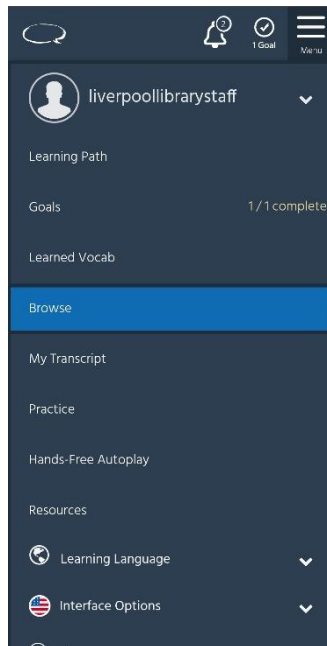 2
1 Goal
Menu
liverpoollibrarystaff
Learning Path
Goals 1/1 complete
Learned Vocab
Browse
My Transcript
Practice
Hands-Free Autoplay
Resources
Learning Language
Interface Options